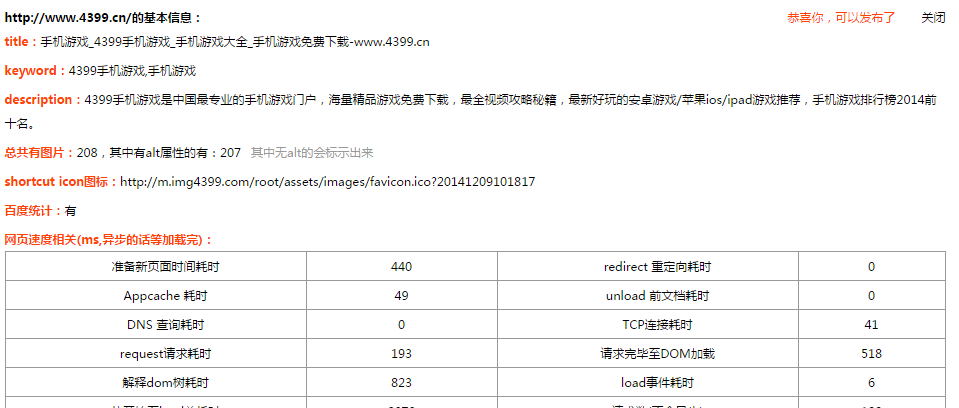 http://www.4399.cn/的基本信息： 恭喜你，可以发布了 关闭
title：手机游戏_4399手机游戏_手机游戏大全_手机游戏免费下载-www.4399.cn
keyword：4399手机游戏,手机游戏
description：4399手机游戏是中国最专业的手机游戏门户，海量精品游戏免费下载，最全视频攻略秘籍，最新好玩的安卓游戏/苹果ios/ipad游戏推荐，手机游戏排行榜2014前
十名。
总共有图片：208，其中有alt属性的有：207 其中无alt的会标示出来
shortcut icon图标：http://m.img4399.com/root/assets/images/favicon.ico?20141209101817
百度统计：有
网页速度相关(ms,异步的话等加载完)：
准备新页面时间耗时 440 redirect 重定向耗时 0
Appcache 耗时 49 unload 前文档耗时 0
DNS 查询耗时 0 TCP连接耗时 41
request请求耗时 193 请求完毕至DOM加载 518
解释dom树耗时 823 load事件耗时 6